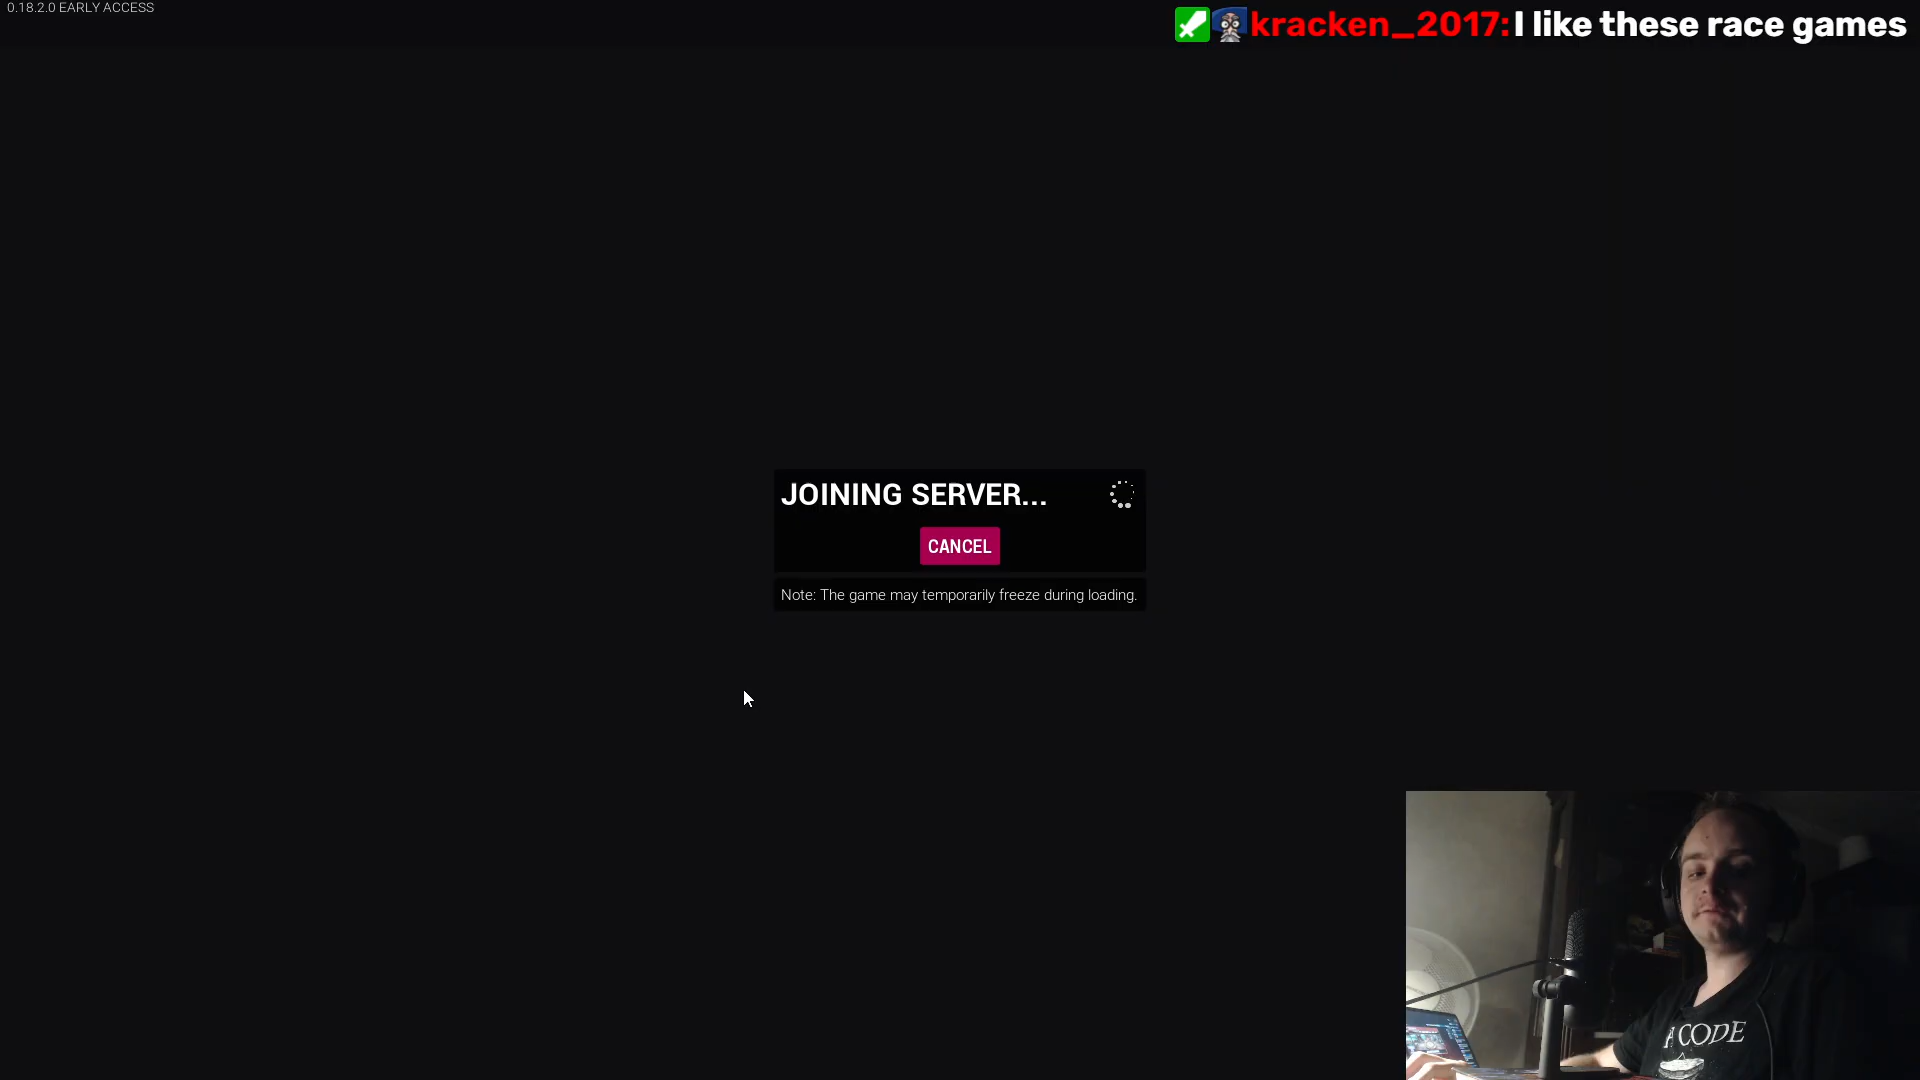 0.18.2.0 EARLY ACCESS
kracken_2017: I like these race games
JOINING SERVER...
CANCEL
Note: The game may temporarily freeze during loading.
CODE